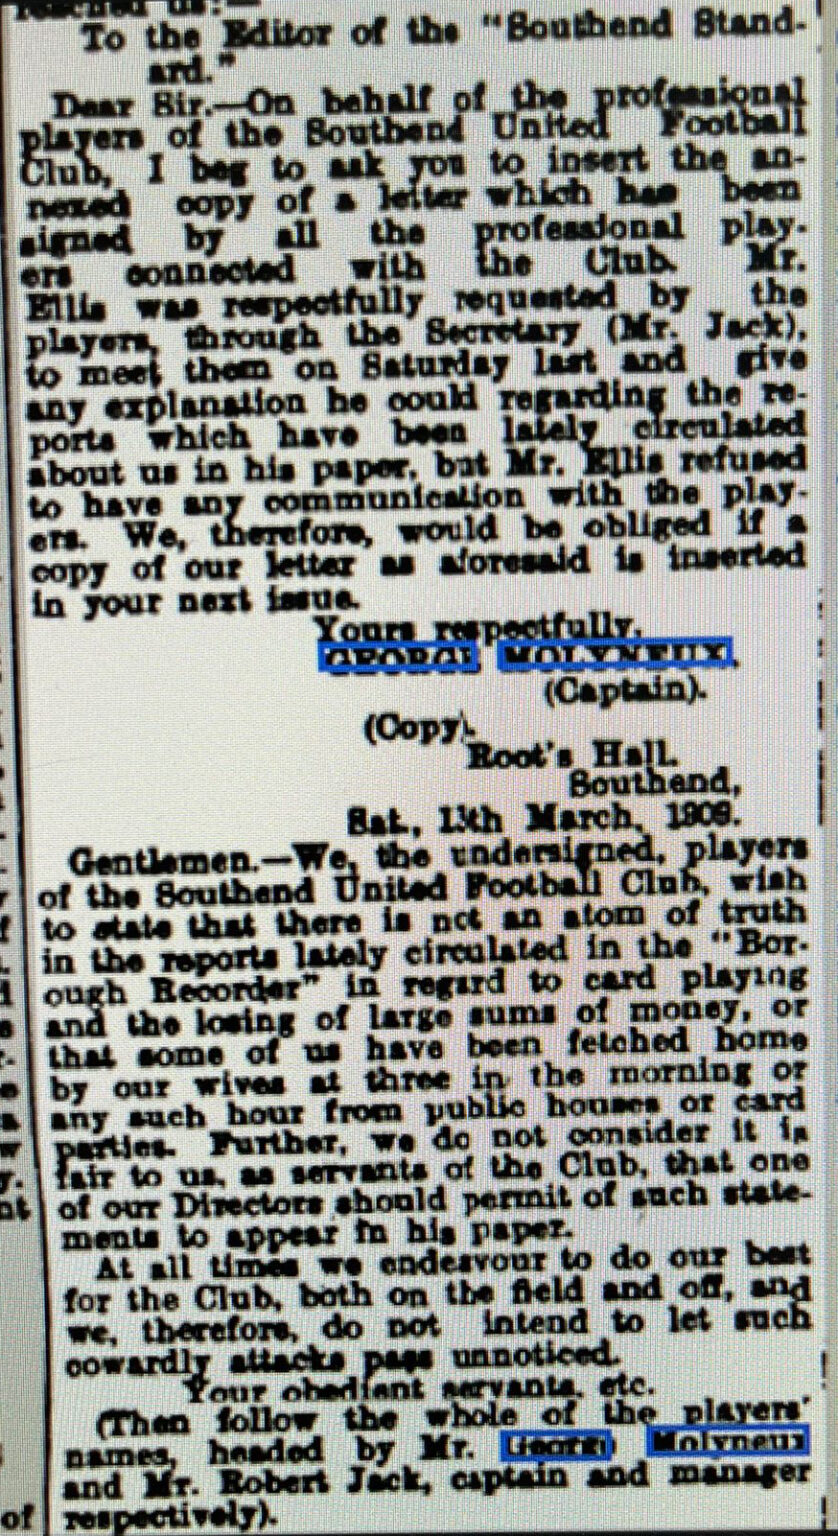 reached us:—
To the Editor of the "Southend Stand-
ard."
Dear Sir.—On behalf of the professional
players of the Southend United Football
Club, I beg to ask you to insert the an-
nexed copy of a letter which has been
signed by all the professional play-
ers connected with the Club. Mr.
Ellis was respectfully requested by the
players, through the Secretary (Mr. Jack),
to meet them on Saturday last and give
any explanation he could regarding the re-
ports which have been lately circulated
about us in his paper, but Mr. Ellis refused
to have any communication with the play-
ers. We, therefore, would be obliged if a
copy of our letter as aforesaid is inserted
in your next issue.
Yours respectfully,
GEORGE MOLYNEUX,
(Captain).
(Copy).
Root's Hall.
Southend,
Sat., 13th March, 1909.
Gentlemen.—We, the undersigned, players
of the Southend United Football Club, wish
to state that there is not an atom of truth
in the reports lately circulated in the "Bor-
ough Recorder" in regard to card playing
and the losing of large sums of money, or
that some of us have been fetched home
by our wives at three in the morning or
any such hour from public houses or card
parties. Further, we do not consider it is
fair to us, as servants of the Club, that one
of our Directors should permit of such state-
ments to appear in his paper.
At all times we endeavour to do our best
for the Club, both on the field and off, and
we, therefore, do not intend to let such
cowardly attacks pass unnoticed.
Your obedient servants, etc.
(Then follow the whole of the players'
names, headed by Mr. George Molyneux
and Mr. Robert Jack, captain and manager
of respectively).